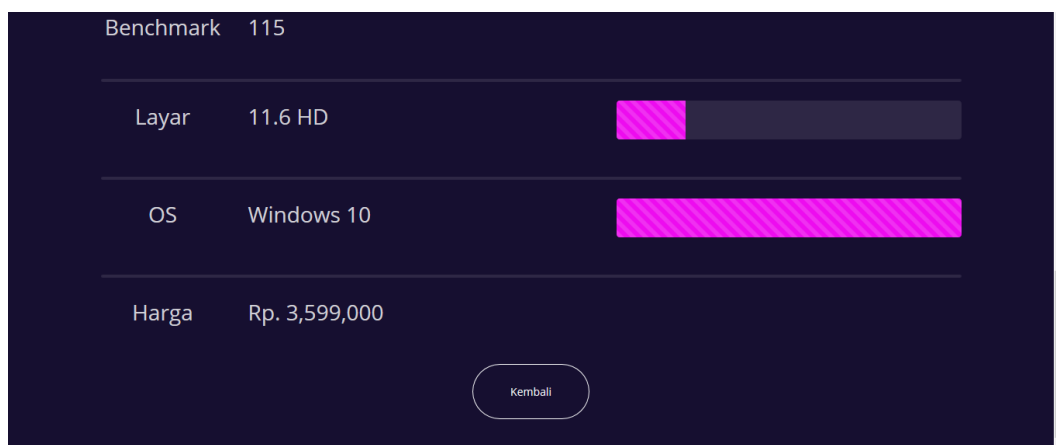 Benchmark 115
Layar 11.6 HD
OS Windows 10
Harga Rp. 3,599,000
Kembali